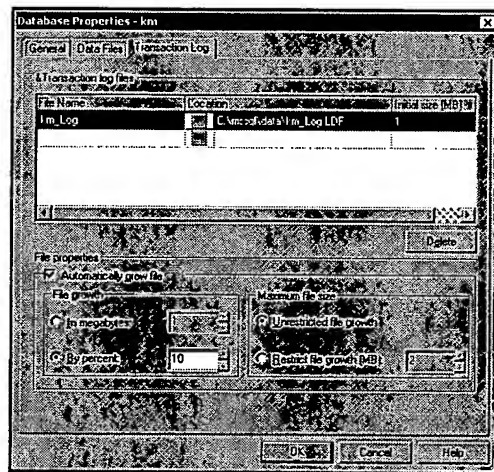 Database Properties - km
General Data Files Transaction Log
&Transaction log files
File Name Location Initial size (MB)
km_Log C:\mssql\data\km_Log.LDF 1
Delete
File properties
Automatically grow file
File growth
In megabytes:
By percent: 10
Maximum file size
Unrestricted file growth
Restrict file growth (MB): 2
OK Cancel Help